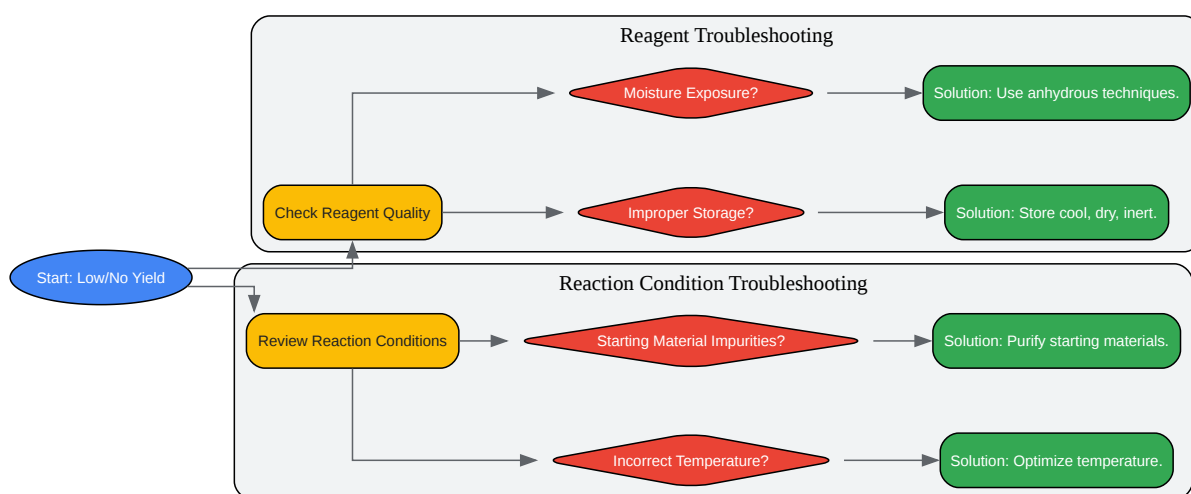 Reagent Troubleshooting
Moisture Exposure?
Solution: Use anhydrous techniques.
Check Reagent Quality
Improper Storage?
Solution: Store cool, dry, inert.
Start: Low/No Yield
Reaction Condition Troubleshooting
Review Reaction Conditions
Starting Material Impurities?
Solution: Purify starting materials.
Incorrect Temperature?
Solution: Optimize temperature.